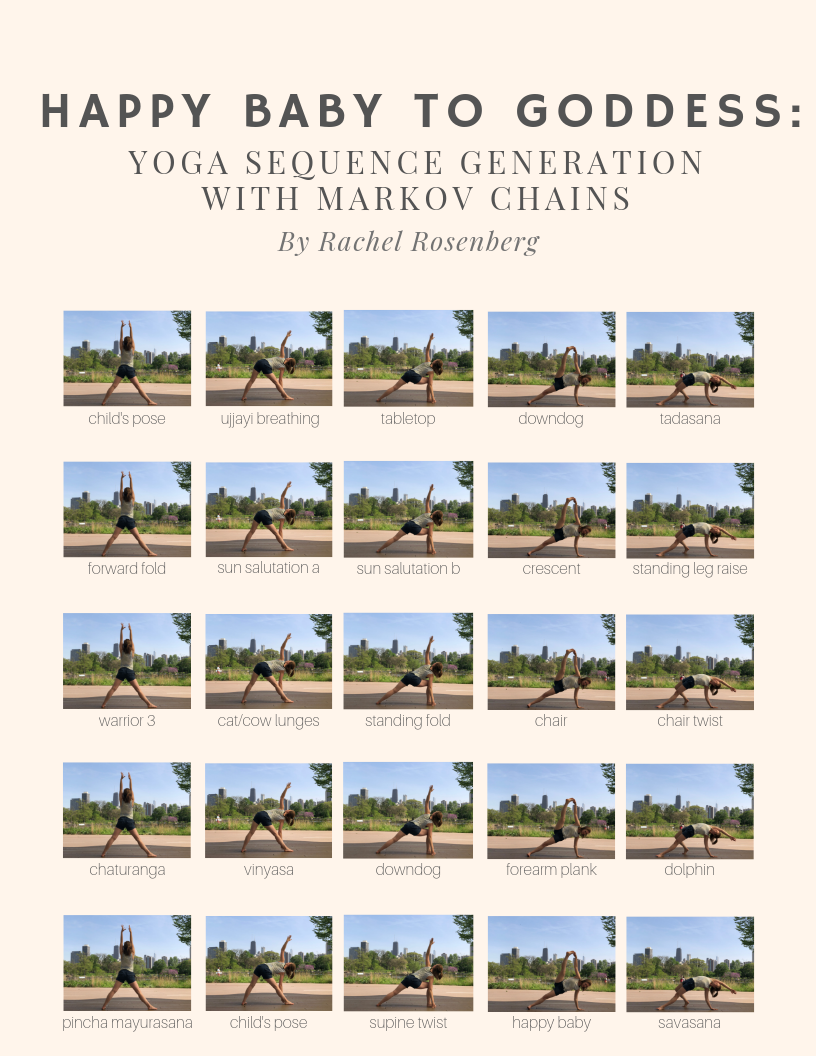 HAPPY BABY TO GODDESS:
YOGA SEQUENCE GENERATION
WITH MARKOV CHAINS
By Rachel Rosenberg
child's pose
ujjayi breathing
tabletop
downdog
tadasana
forward fold
sun salutation a
sun salutation b
crescent
standing leg raise
warrior 3
cat/cow lunges
standing fold
chair
chair twist
chaturanga
vinyasa
downdog
forearm plank
dolphin
pincha mayurasana
child's pose
supine twist
happy baby
savasana